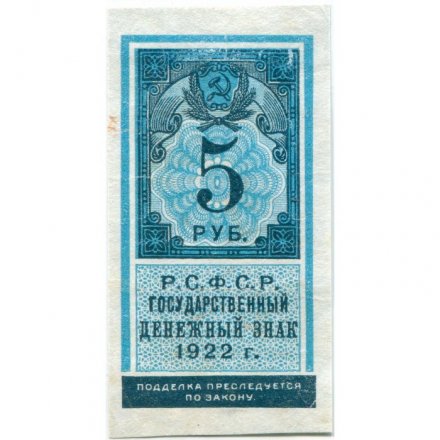 5
РУБ.
Р.С.Ф.С.Р.
ГОСУДАРСТВЕННЫЙ
ДЕНЕЖНЫЙ ЗНАК
1922 г.
ПОДДЕЛКА ПРЕСЛЕДУЕТСЯ
ПО ЗАКОНУ.